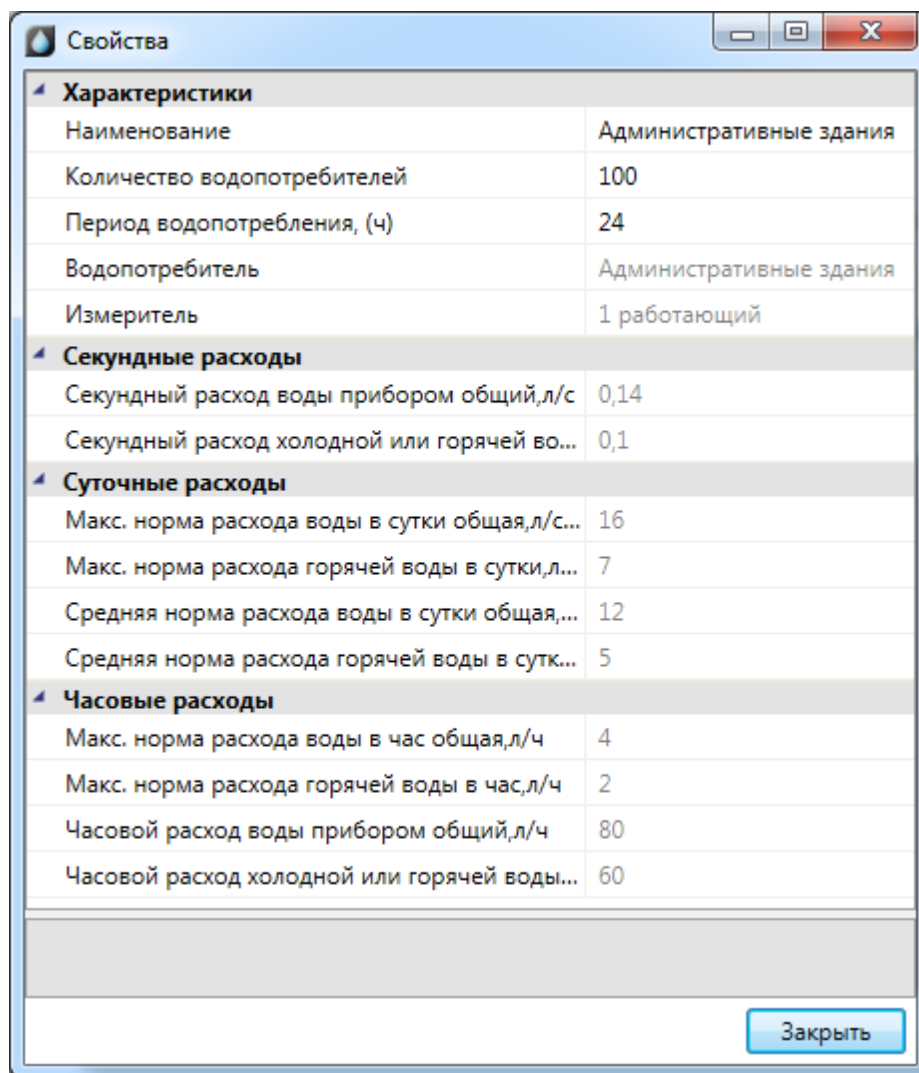 Свойства
Характеристики
Наименование Административные здания
Количество водопотребителей 100
Период водопотребления, (ч) 24
Водопотребитель Административные здания
Измеритель 1 работающий
Секундные расходы
Секундный расход воды прибором общий,л/с 0,14
Секундный расход холодной или горячей во... 0,1
Суточные расходы
Макс. норма расхода воды в сутки общая,л/с... 16
Макс. норма расхода горячей воды в сутки,л... 7
Средняя норма расхода воды в сутки общая,... 12
Средняя норма расхода горячей воды в сутк... 5
Часовые расходы
Макс. норма расхода воды в час общая,л/ч 4
Макс. норма расхода горячей воды в час,л/ч 2
Часовой расход воды прибором общий,л/ч 80
Часовой расход холодной или горячей воды... 60
Закрыть